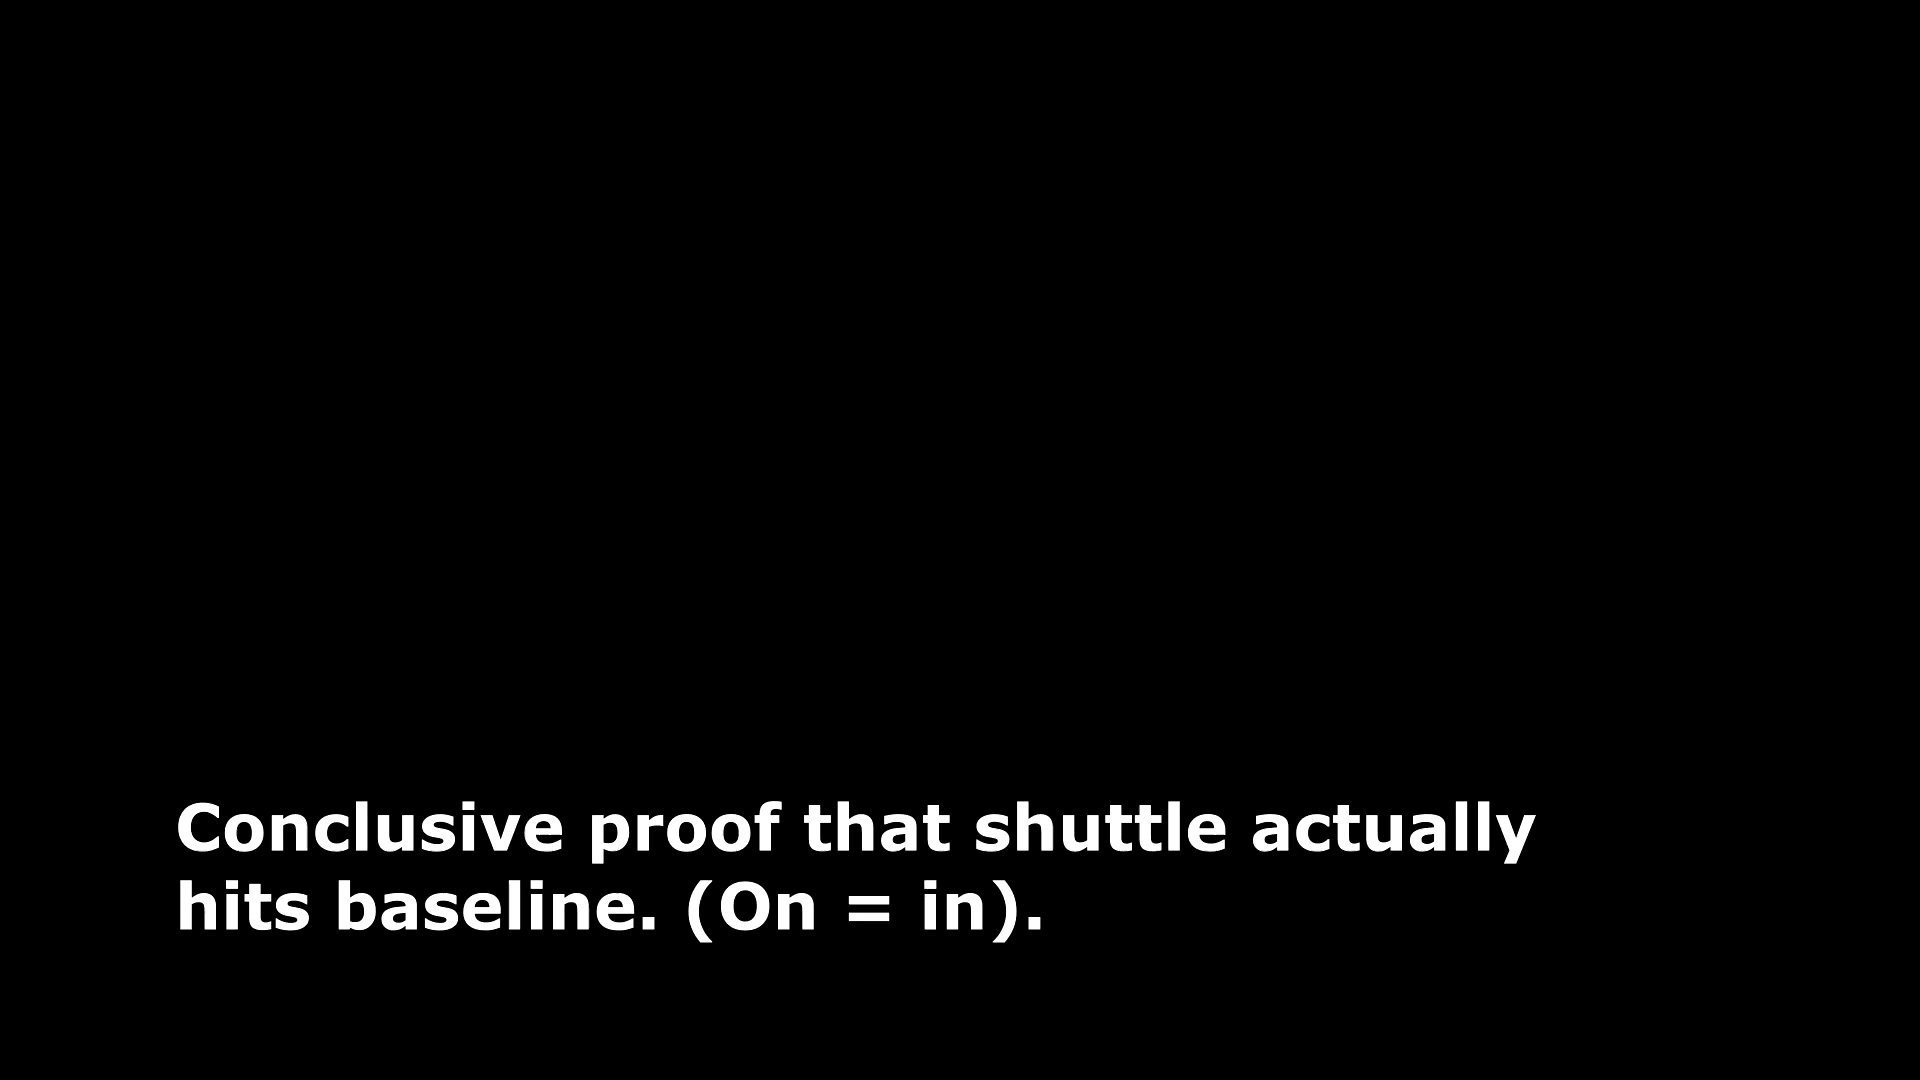 Conclusive proof that shuttle actually
hits baseline. (On = in).